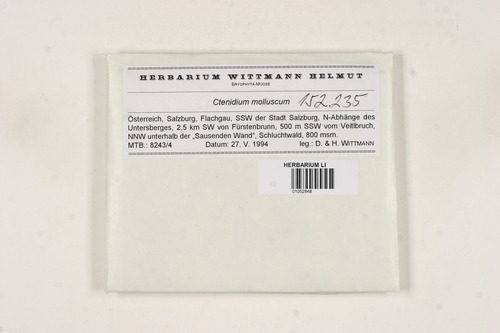 HERBARIUM WITTMANN HELMUT
BRYOPHYTA-MOOSE
Ctenidium molluscum 152.235
Österreich, Salzburg, Flachgau, SSW der Stadt Salzburg, N-Abhänge des
Untersberges, 2,5 km SW von Fürstenbrunn, 500 m SSW vom Veitlbruch,
NNW unterhalb der „Sausenden Wand“, Schluchtwald, 800 msm.
MTB.: 8243/4 Datum: 27. V. 1994 leg.: D. & H. WITTMANN
HERBARIUM LI
01052848